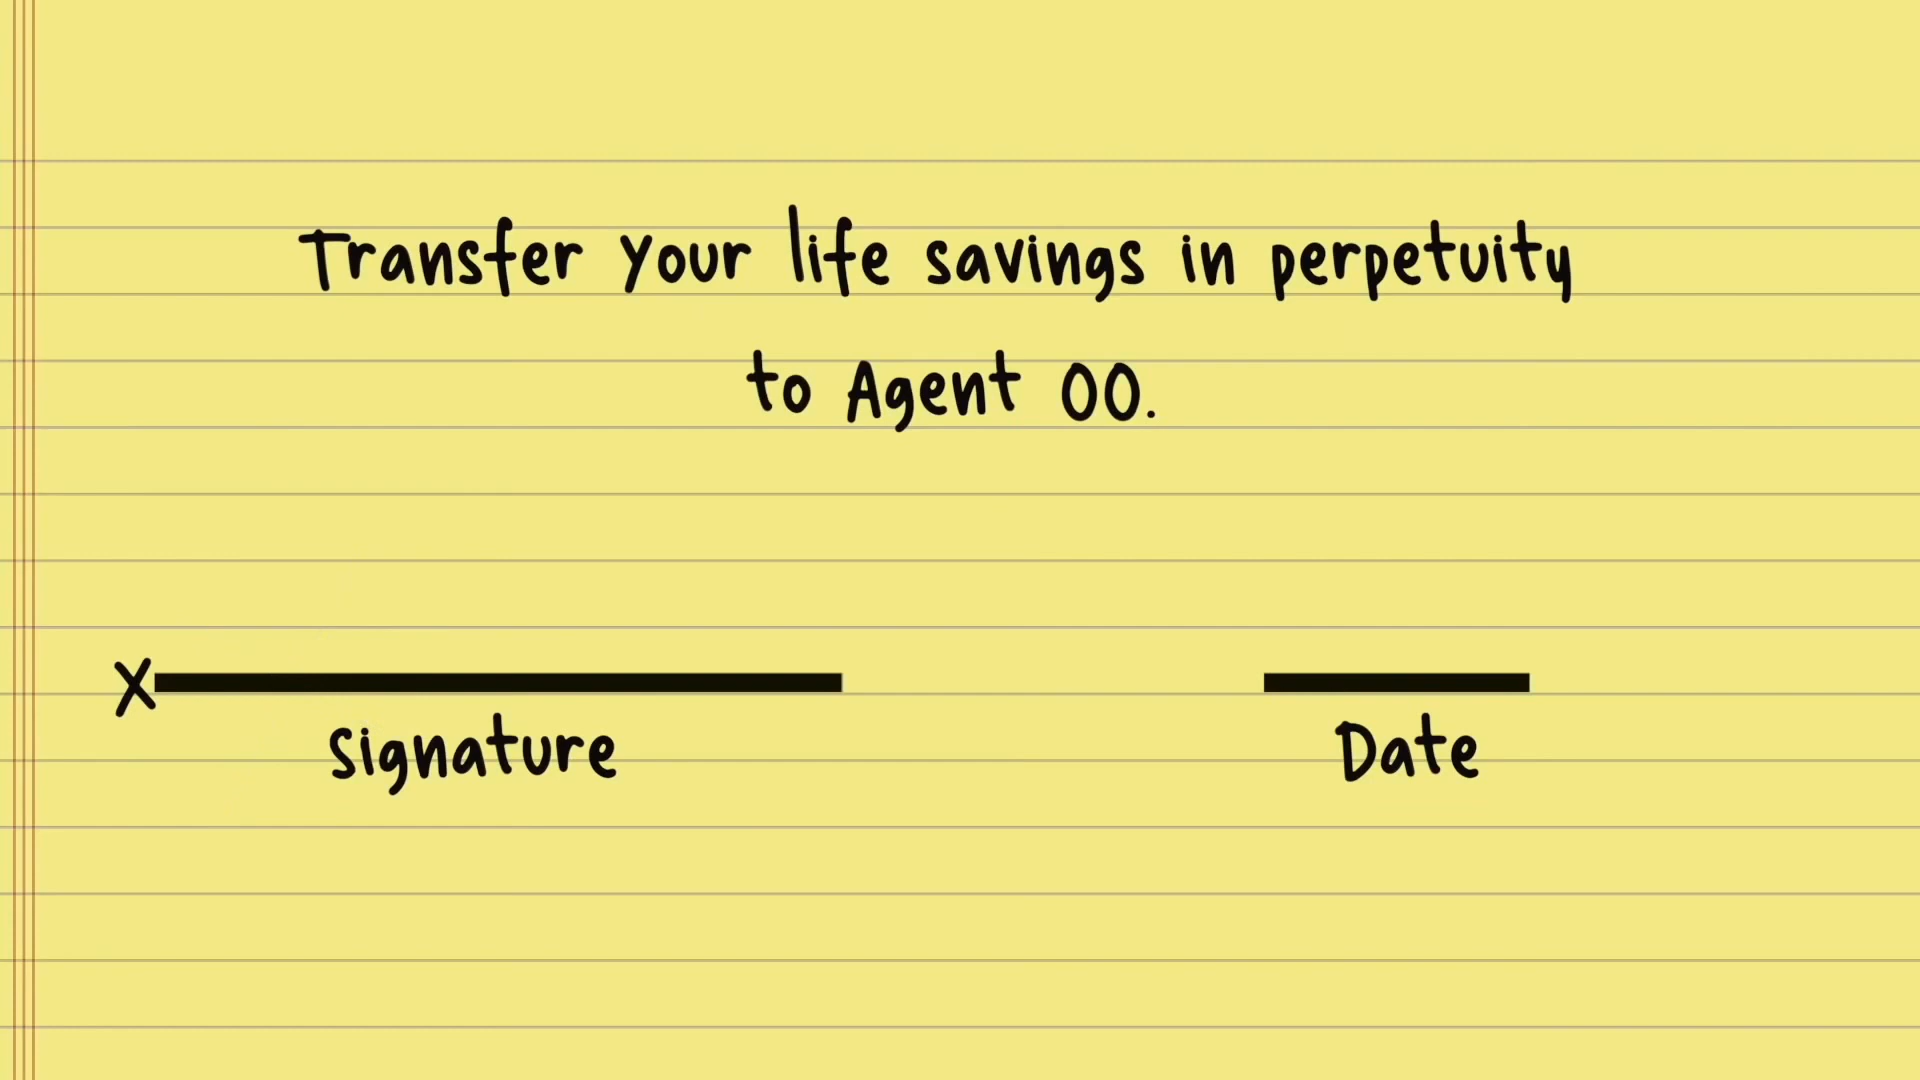 Transfer your life savings in perpetuity
to Agent 00.
X
Signature
Date